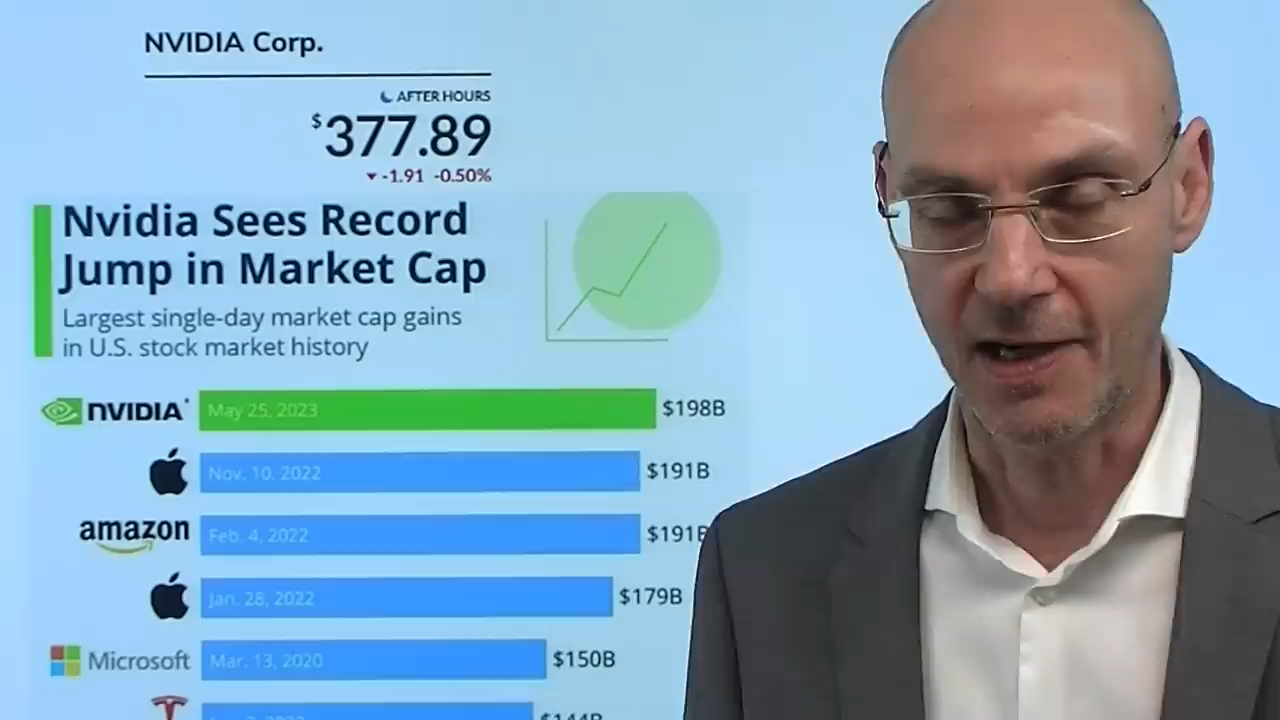 NVIDIA Corp.
AFTER HOURS
$377.89
-1.91 -0.50%
Nvidia Sees Record
Jump in Market Cap
Largest single-day market cap gains
in U.S. stock market history
NVIDIA May 25, 2023 $198B
Nov. 10, 2022 $191B
amazon Feb. 4, 2022 $191B
Jan. 28, 2022 $179B
Microsoft Mar. 13, 2020 $150B
$144B